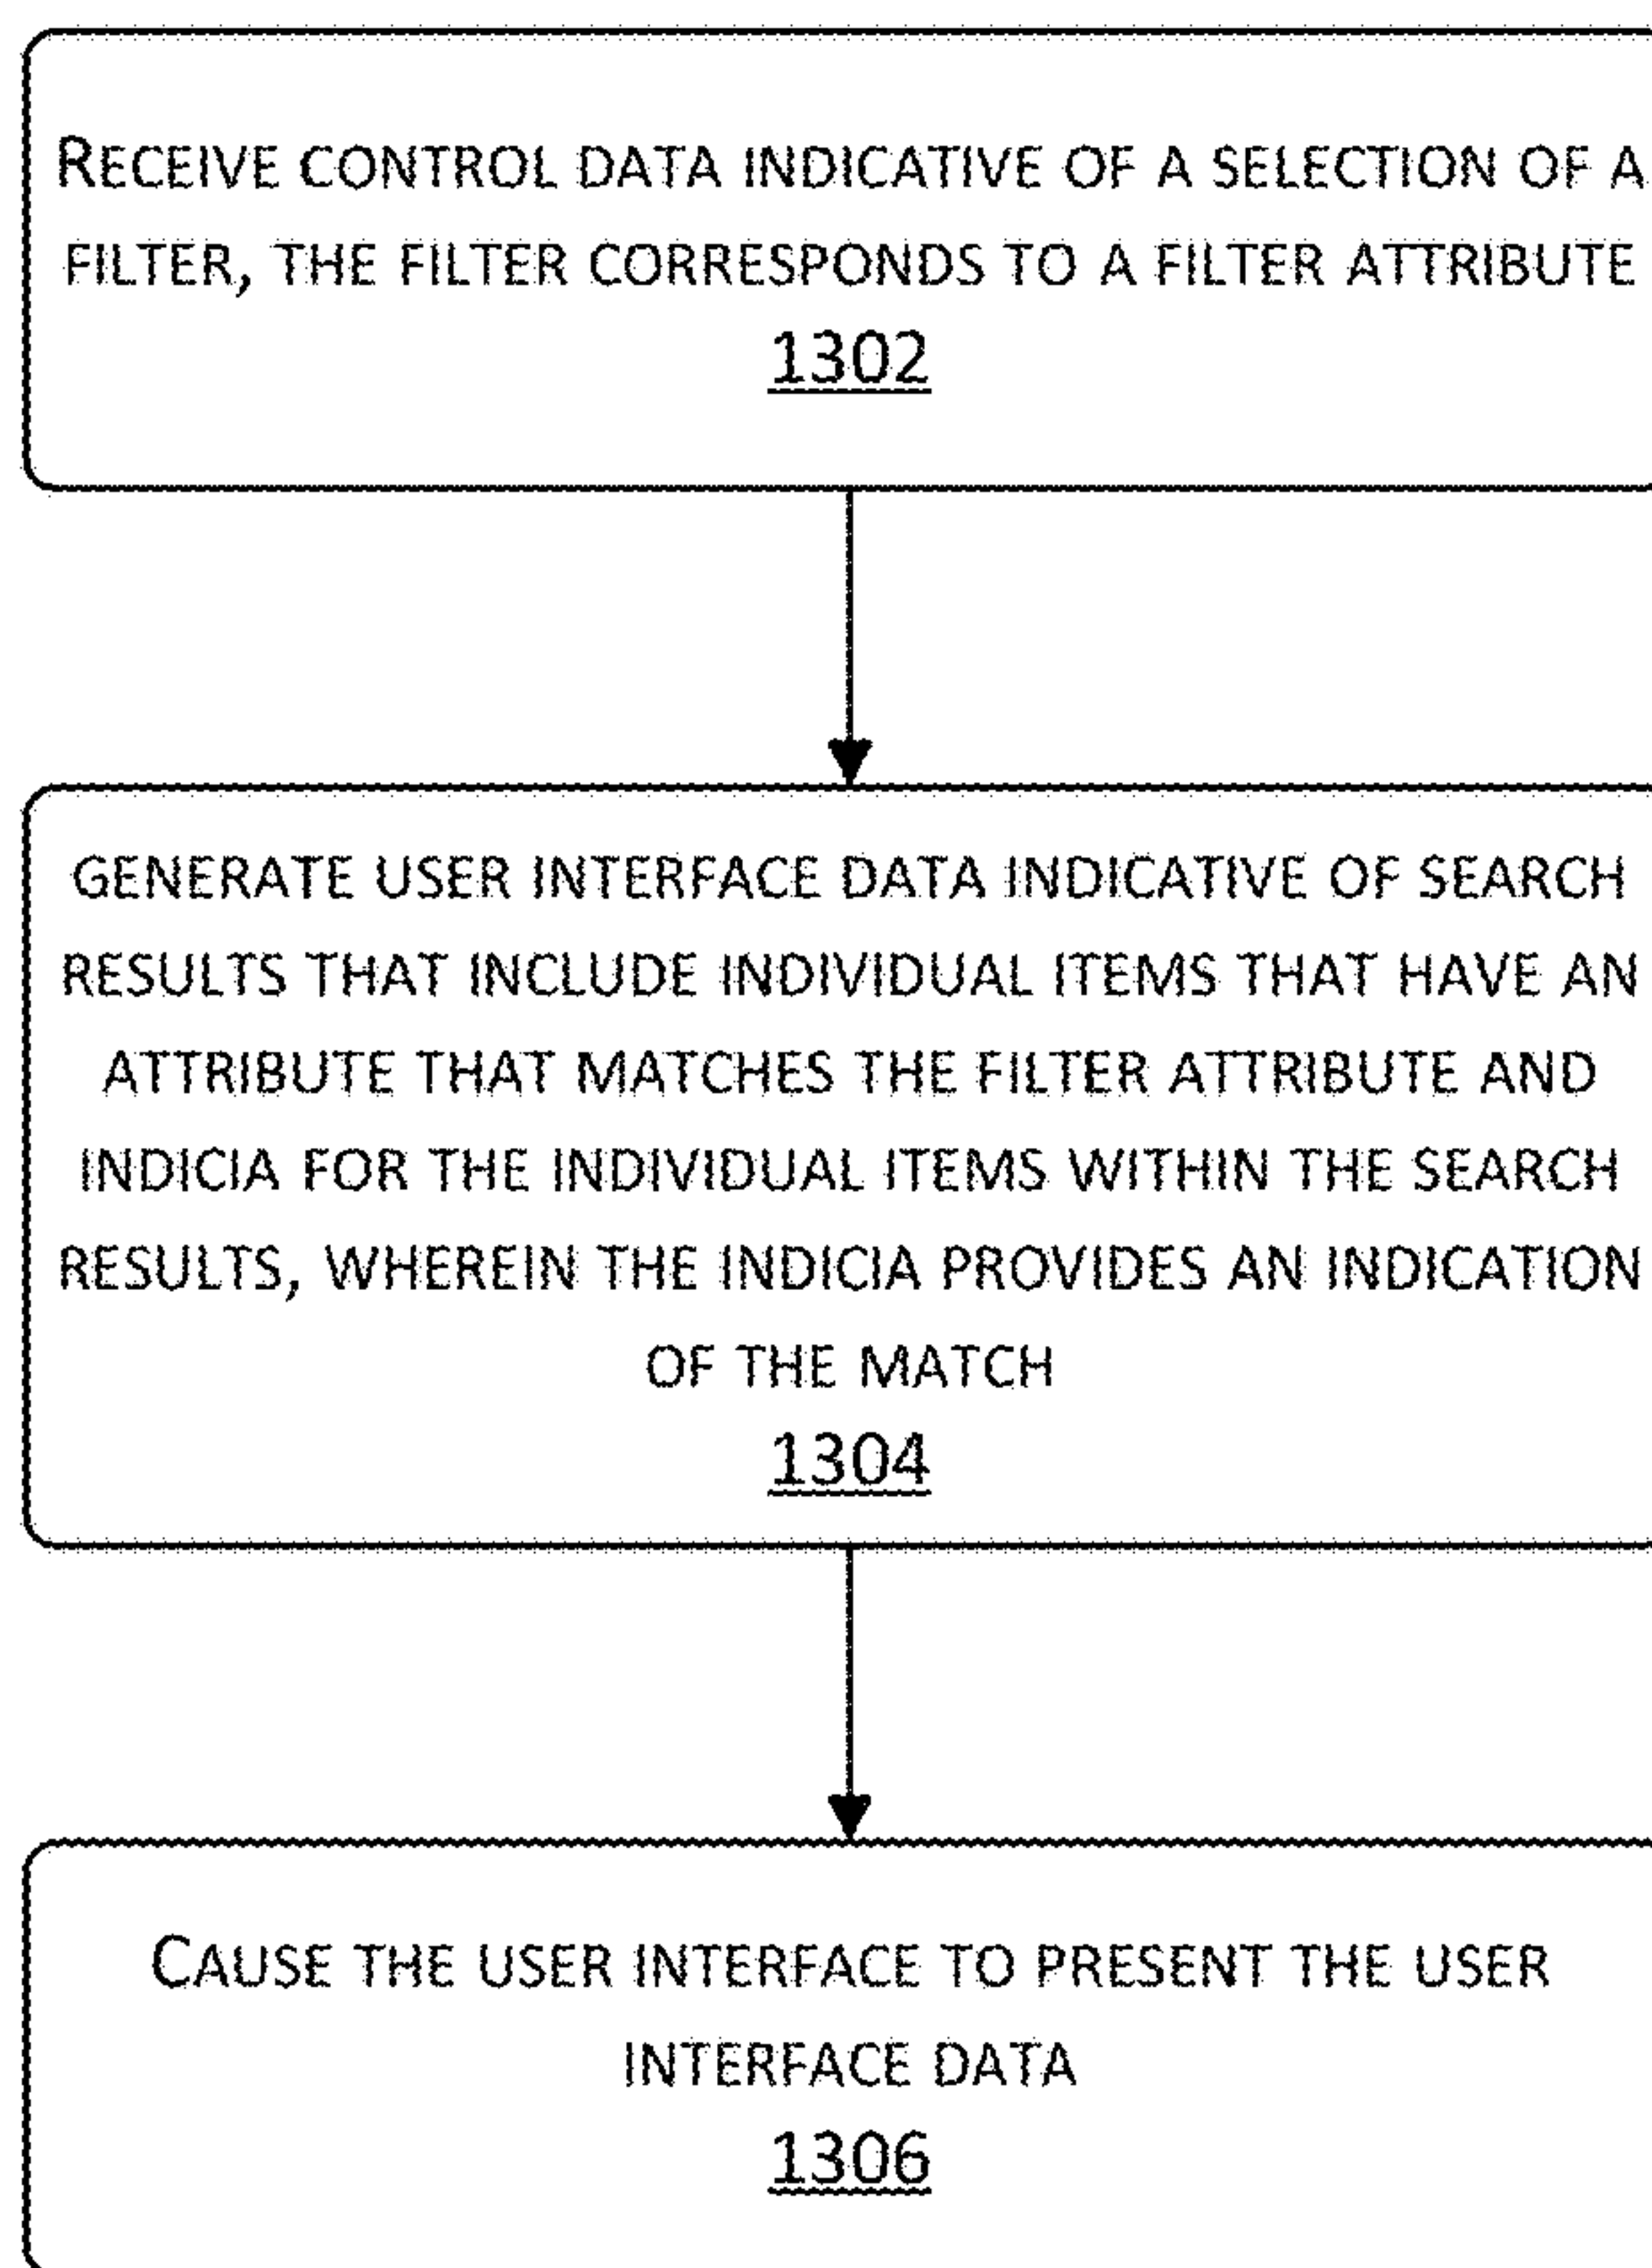 RECEIVE CONTROL DATA INDICATIVE OF A SELECTION OF A
FILTER, THE FILTER CORRESPONDS TO A FILTER ATTRIBUTE
1302
GENERATE USER INTERFACE DATA INDICATIVE OF SEARCH
RESULTS THAT INCLUDE INDIVIDUAL ITEMS THAT HAVE AN
ATTRIBUTE THAT MATCHES THE FILTER ATTRIBUTE AND
INDICIA FOR THE INDIVIDUAL ITEMS WITHIN THE SEARCH
RESULTS, WHEREIN THE INDICIA PROVIDES AN INDICATION
OF THE MATCH
1304
CAUSE THE USER INTERFACE TO PRESENT THE USER
INTERFACE DATA
1306